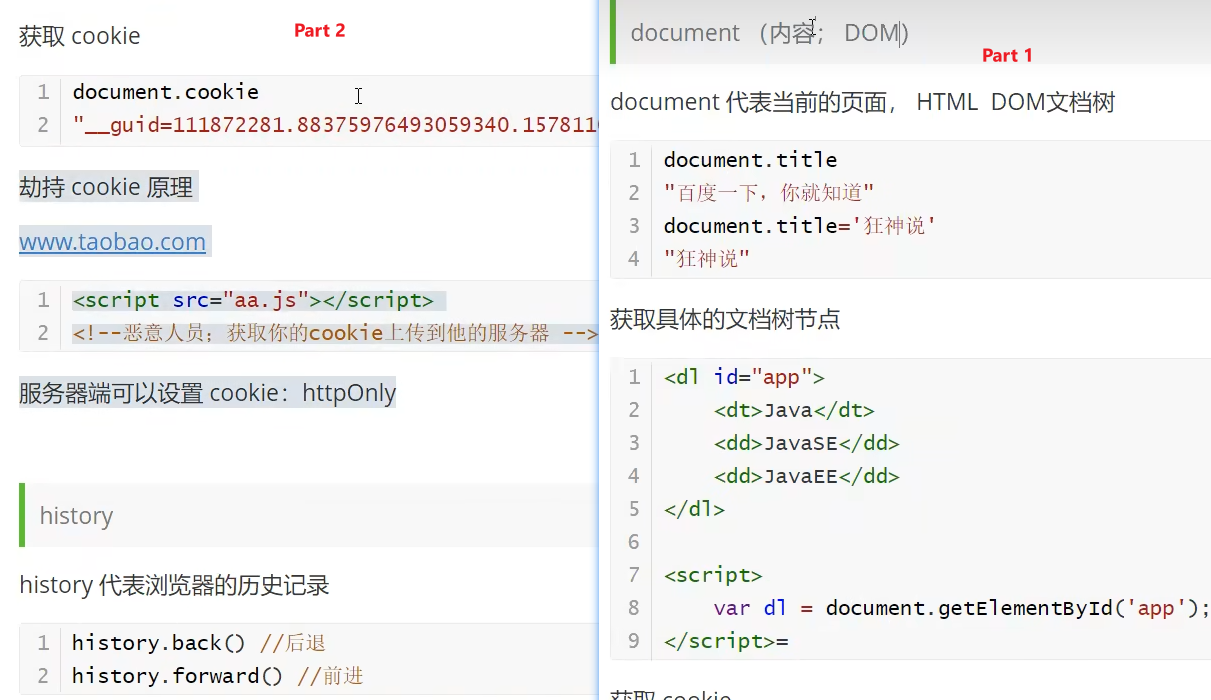 Part 1
document （内容； DOM)
document 代表当前的页面， HTML DOM文档树
1 document.title
2 "百度一下，你就知道"
3 document.title='狂神说'
4 "狂神说"
获取具体的文档树节点
1 <dl id="app">
2 <dt>Java</dt>
3 <dd>JavaSE</dd>
4 <dd>JavaEE</dd>
5 </dl>
6
7 <script>
8 var dl = document.getElementById('app');
9 </script>=
获取 cookie
Part 2
获取 cookie
1 document.cookie
2 "__guid=111872281.88375976493059340.157811
劫持 cookie 原理
www.taobao.com
1 <script src="aa.js"></script>
2 <!--恶意人员；获取你的cookie上传到他的服务器 -->
服务器端可以设置 cookie：httpOnly
history
history 代表浏览器的历史记录
1 history.back() //后退
2 history.forward() //前进